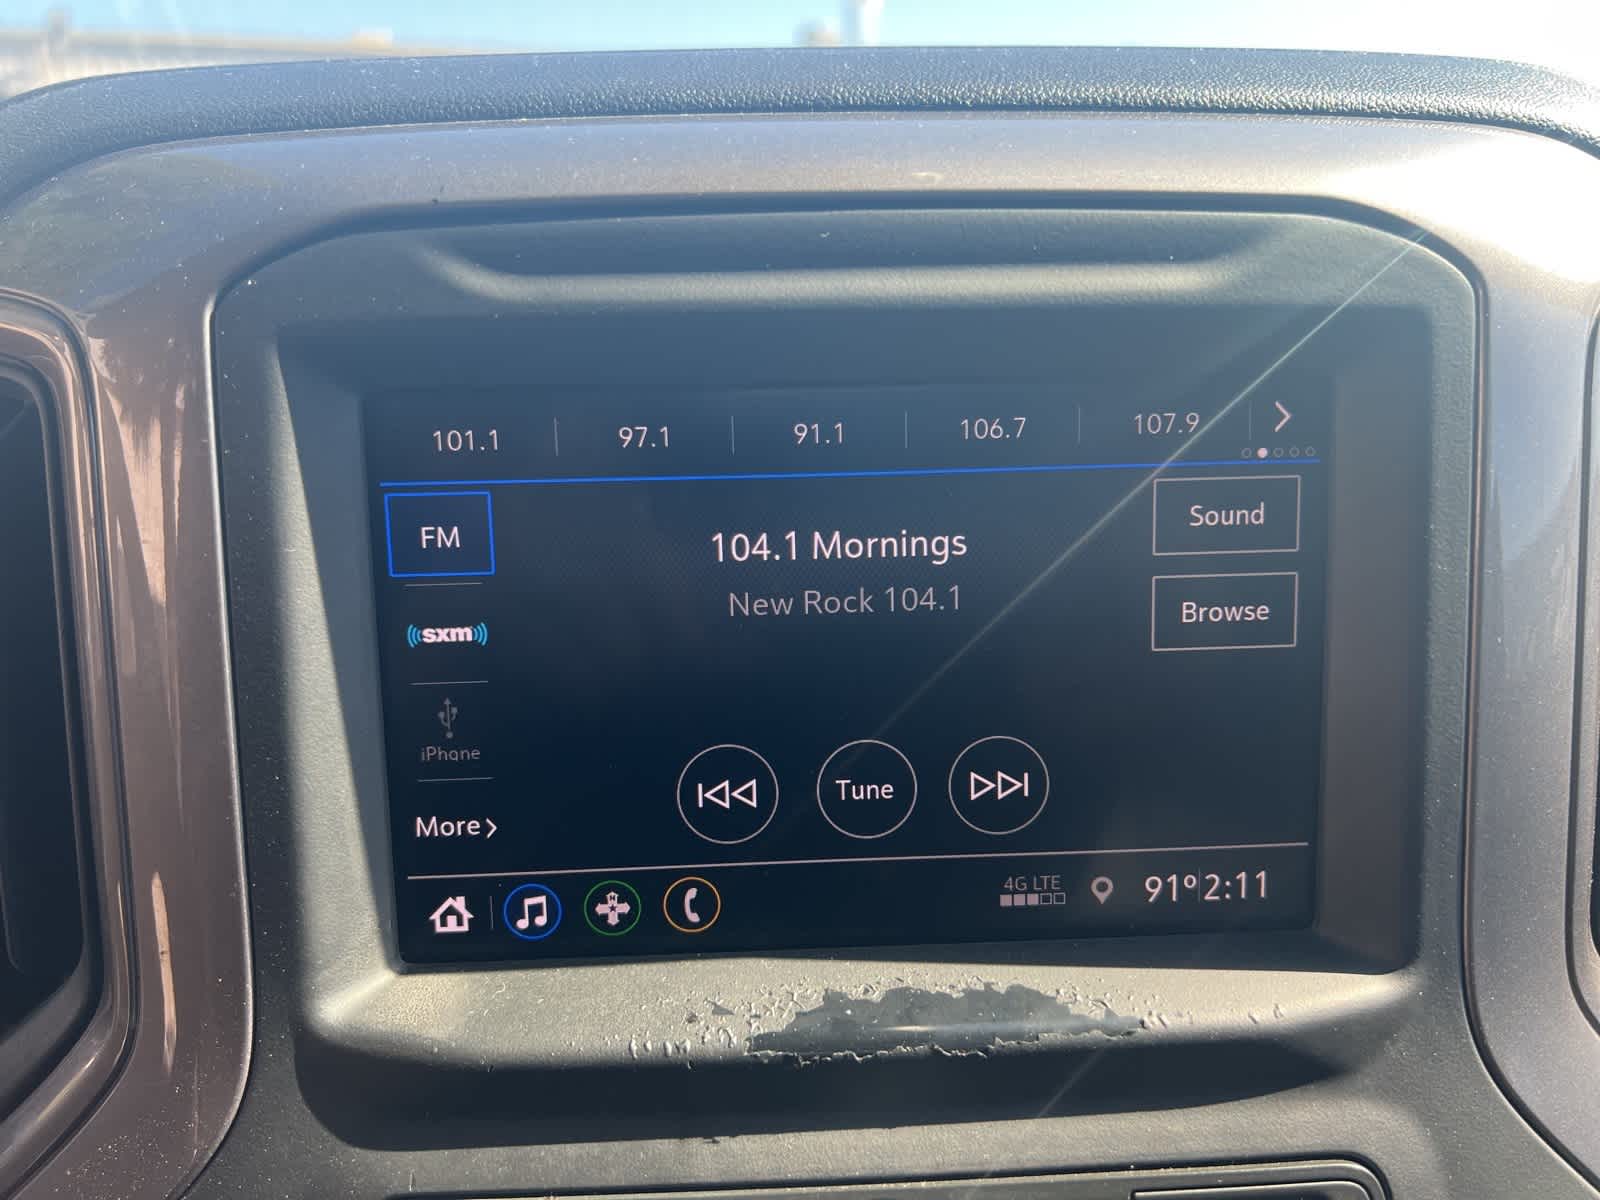 101.1 97.1 91.1 106.7 107.9
FM
104.1 Mornings
New Rock 104.1
Sound
Browse
sxm
iPhone
More
Tune
4G LTE
91° 2:11